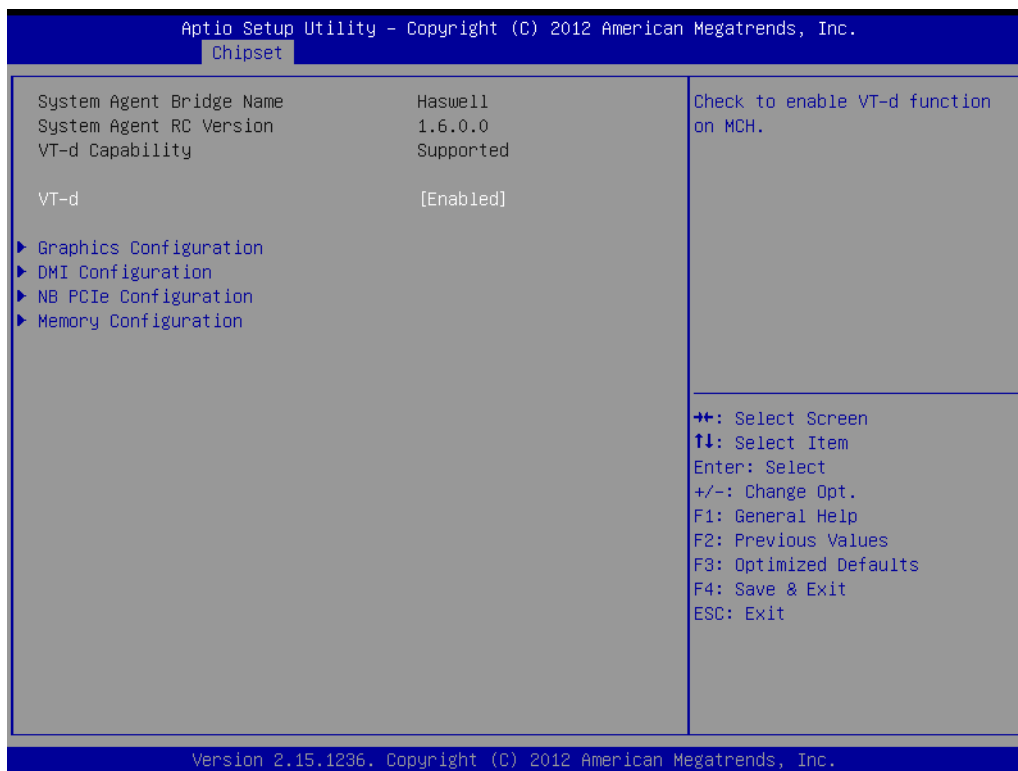 Aptio Setup Utility – Copyright (C) 2012 American Megatrends, Inc.
Chipset
System Agent Bridge Name Haswell
System Agent RC Version 1.6.0.0
VT-d Capability Supported
VT-d [Enabled]
Graphics Configuration
DMI Configuration
NB PCIe Configuration
Memory Configuration
Check to enable VT-d function
on MCH.
→←: Select Screen
↑↓: Select Item
Enter: Select
+/-: Change Opt.
F1: General Help
F2: Previous Values
F3: Optimized Defaults
F4: Save & Exit
ESC: Exit
Version 2.15.1236. Copyright (C) 2012 American Megatrends, Inc.